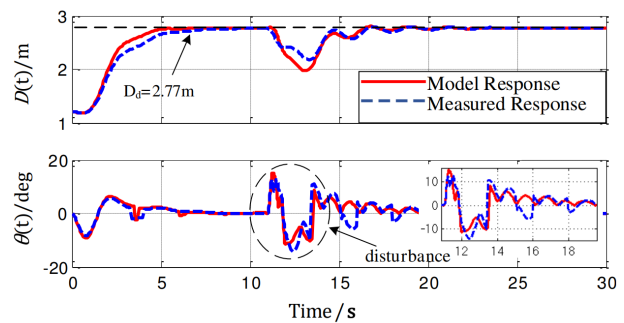 3
2
1
D(t)/m
D_d=2.77m
Model Response
Measured Response
20
0
-20
θ(t)/deg
disturbance
10
0
-10
12 14 16 18
0 5 10 15 20 25 30
Time/s